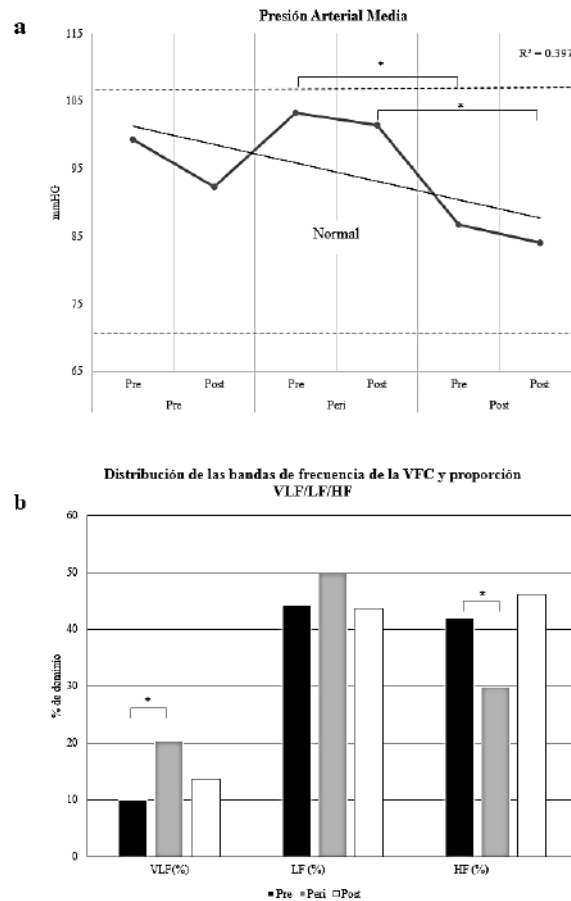 a
Presión Arterial Media
115
R² = 0.397
*
105
*
95
mmHG
Normal
85
75
65
Pre Post Pre Post Pre Post
Pre Peri Post
Distribución de las bandas de frecuencia de la VFC y proporción
VLF/LF/HF
b
60
50
*
40
% de dominio
30
*
20
10
0
VLF(%) LF (%) HF (%)
Pre Peri Post